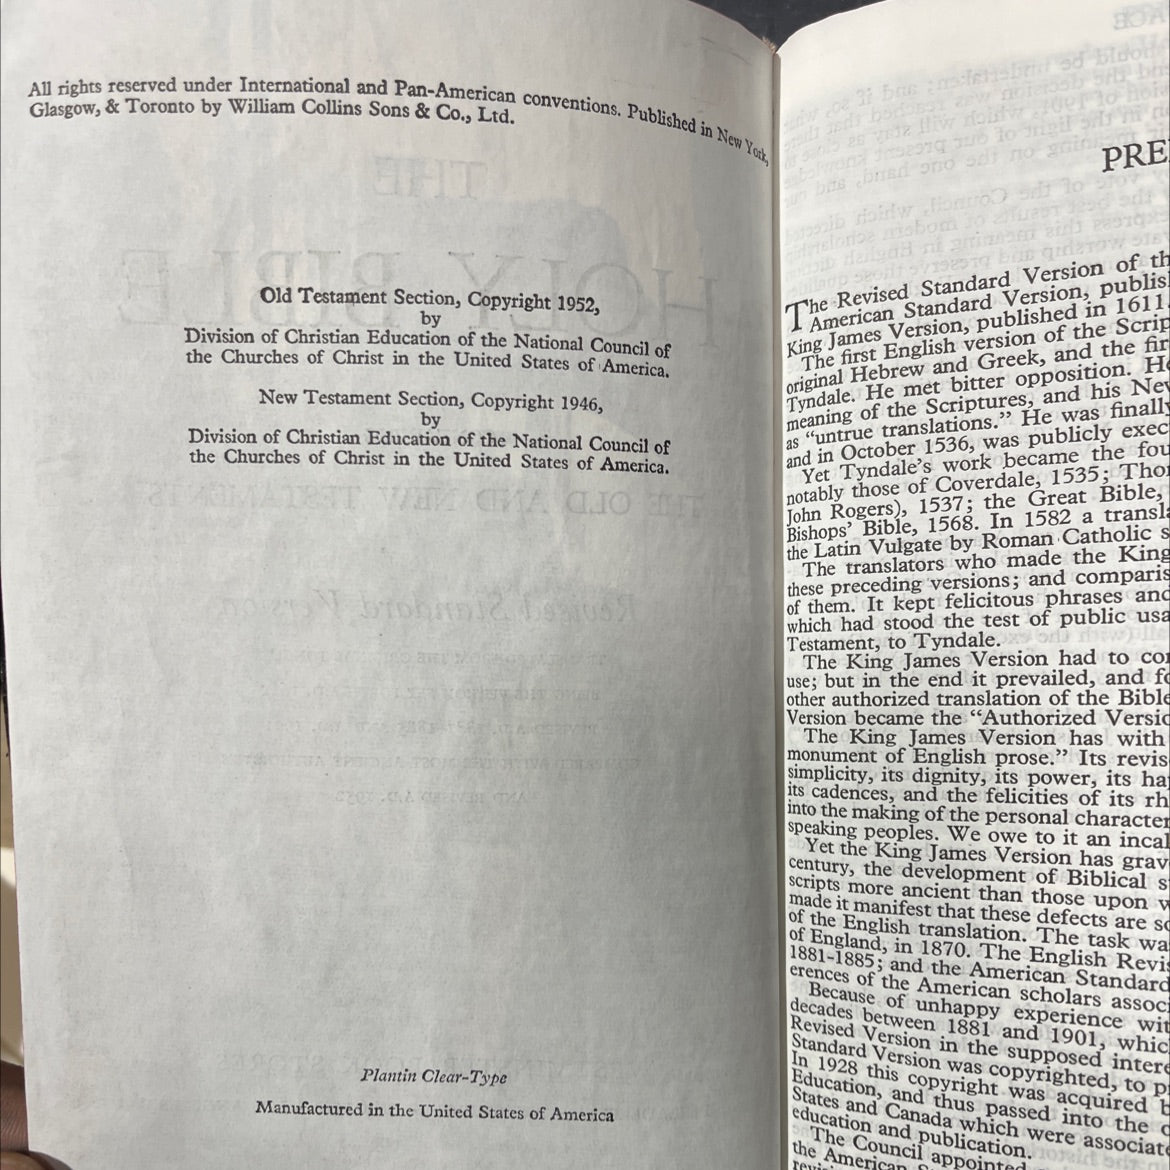 All rights reserved under International and Pan-American conventions. Published in New York,
Glasgow, & Toronto by William Collins Sons & Co., Ltd.
Old Testament Section, Copyright 1952,
by
Division of Christian Education of the National Council of
the Churches of Christ in the United States of America.
New Testament Section, Copyright 1946,
by
Division of Christian Education of the National Council of
the Churches of Christ in the United States of America.
Plantin Clear-Type
Manufactured in the United States of America
PRE
The Revised Standard Version of th
American Standard Version, publis
King James Version, published in 1611.
The first English version of the Scrip
original Hebrew and Greek, and the fir
Tyndale. He met bitter opposition. He
meaning of the Scriptures, and his New
as “untrue translations.” He was finally
and in October 1536, was publicly exec
Yet Tyndale’s work became the fou
notably those of Coverdale, 1535; Tho
John Rogers), 1537; the Great Bible,
Bishops’ Bible, 1568. In 1582 a transla
the Latin Vulgate by Roman Catholic s
The translators who made the King
these preceding versions; and comparis
of them. It kept felicitous phrases and
which had stood the test of public usa
Testament, to Tyndale.
The King James Version had to co
use; but in the end it prevailed, and fo
other authorized translation of the Bible
Version became the “Authorized Versio
The King James Version has with
monument of English prose.” Its revis
simplicity, its dignity, its power, its ha
its cadences, and the felicities of its rh
into the making of the personal character
speaking peoples. We owe to it an incal
Yet the King James Version has grav
century, the development of Biblical s
scripts more ancient than those upon w
made it manifest that these defects are so
of the English translation. The task wa
of England, in 1870. The English Revis
1881-1885; and the American Standard
erences of the American scholars associ
Because of unhappy experience wit
decades between 1881 and 1901, whic
Revised Version in the supposed intere
Standard Version was copyrighted, to p
In 1928 this copyright was acquired b
Education, and thus passed into the o
States and Canada which were associate
education and publication.
The Council appointed
the American S